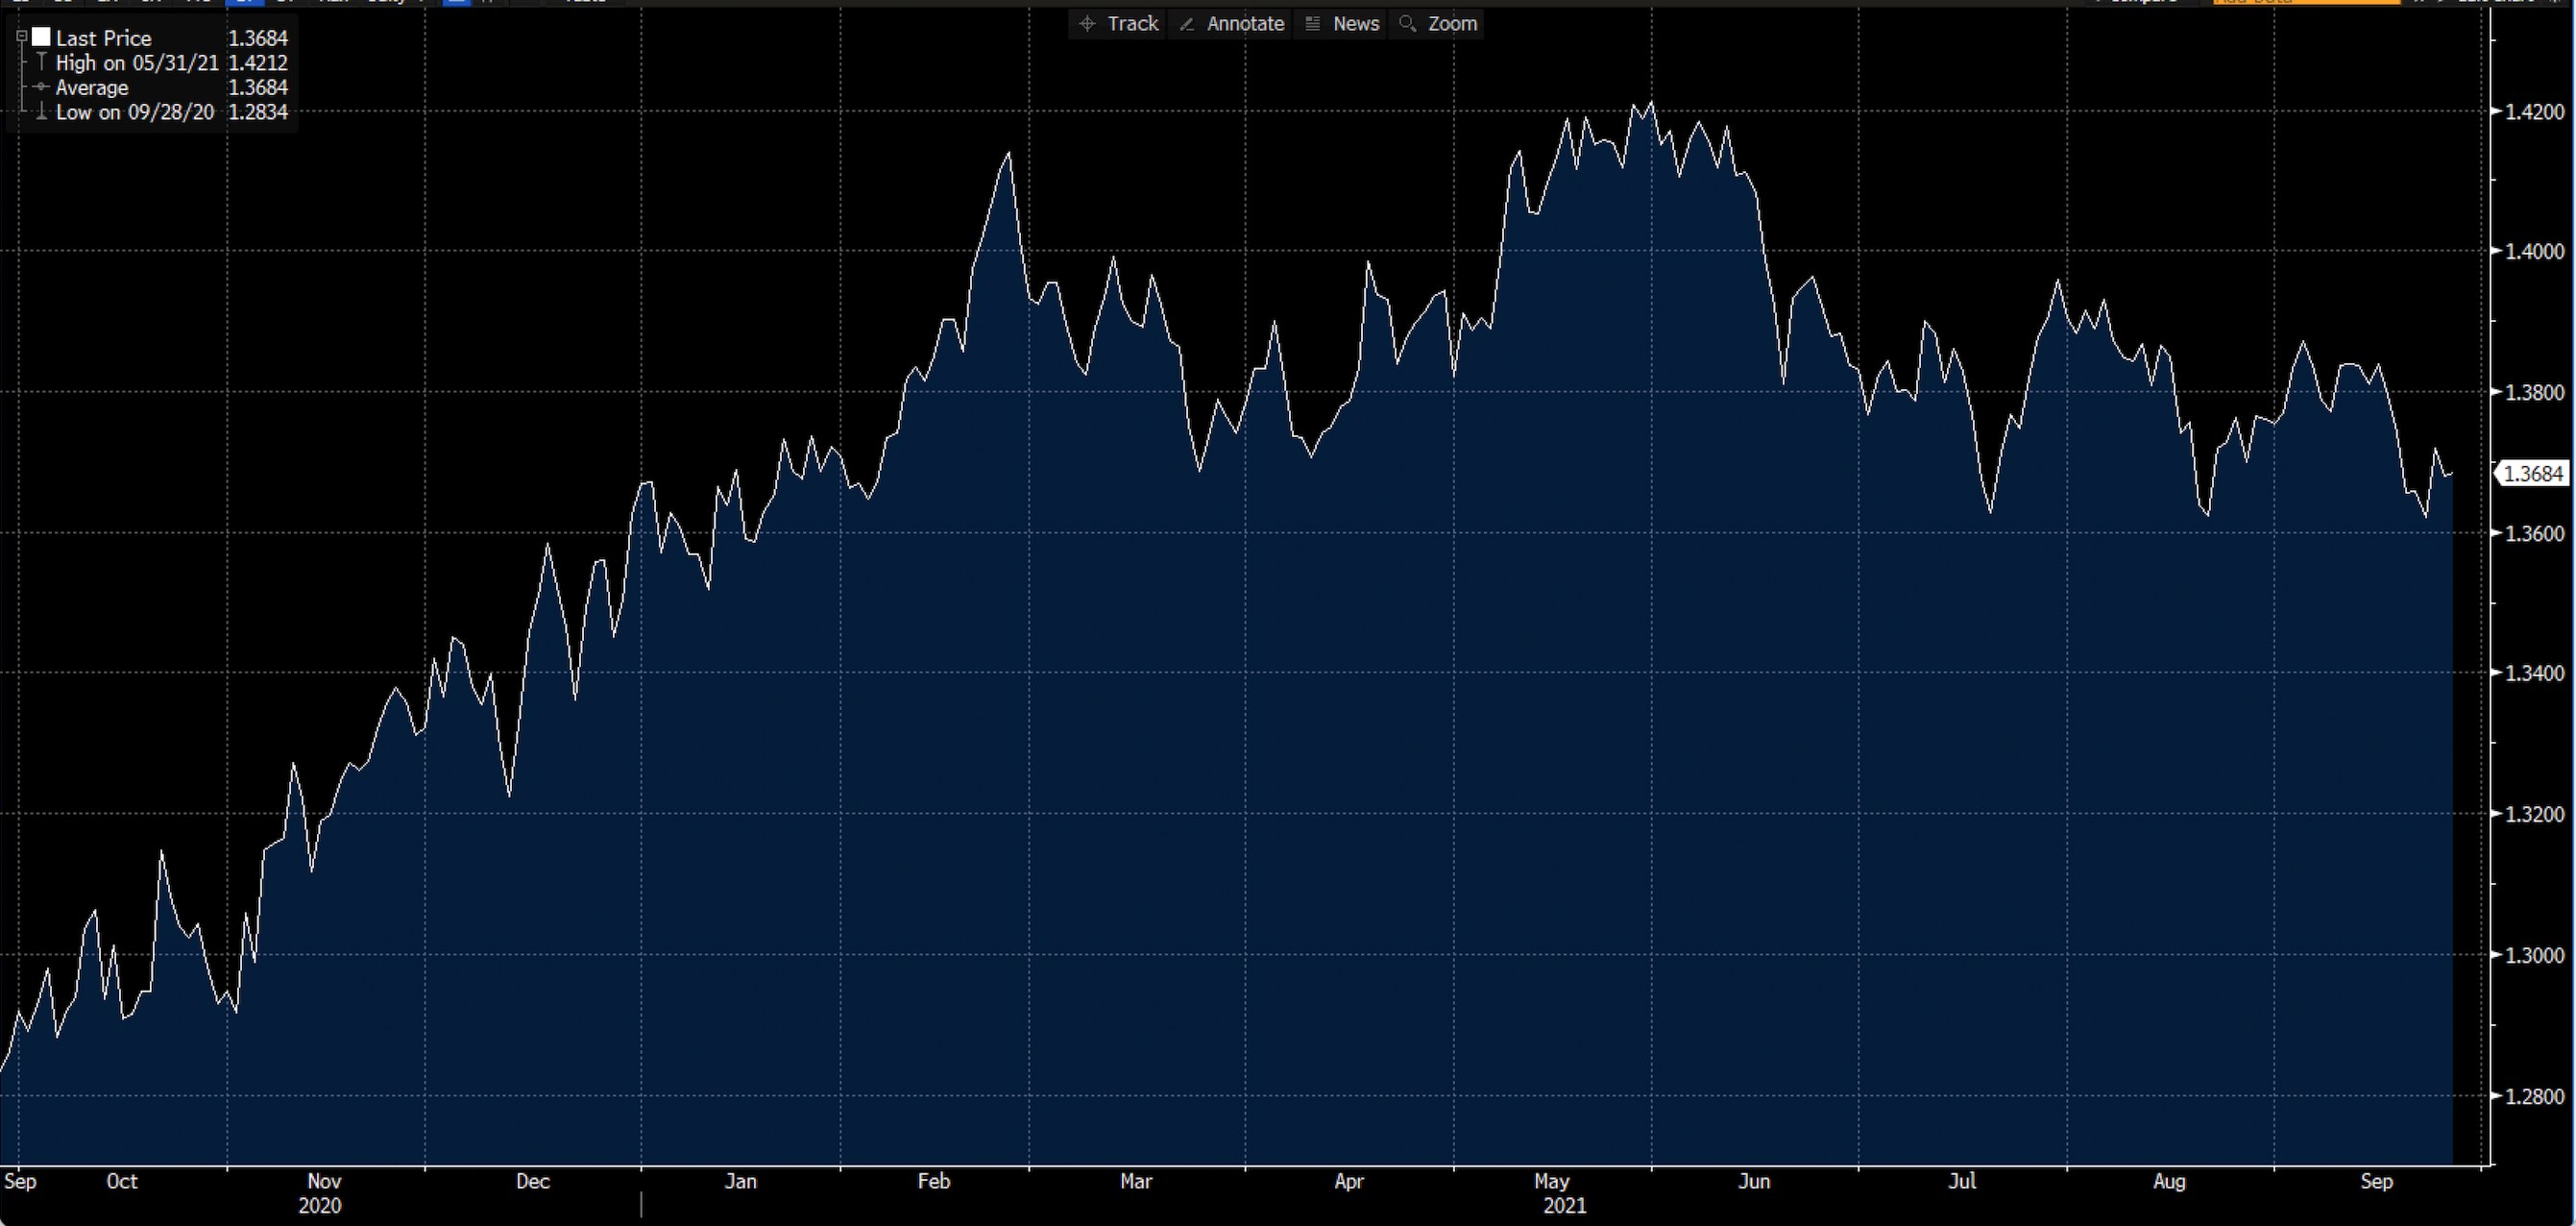 Track Annotate News Zoom
Last Price 1.3684
High on 05/31/21 1.4212
Average 1.3684
Low on 09/28/20 1.2834
1.4200
1.4000
1.3800
1.3684
1.3600
1.3400
1.3200
1.3000
1.2800
Sep Oct Nov Dec Jan Feb Mar Apr May Jun Jul Aug Sep
2020 2021